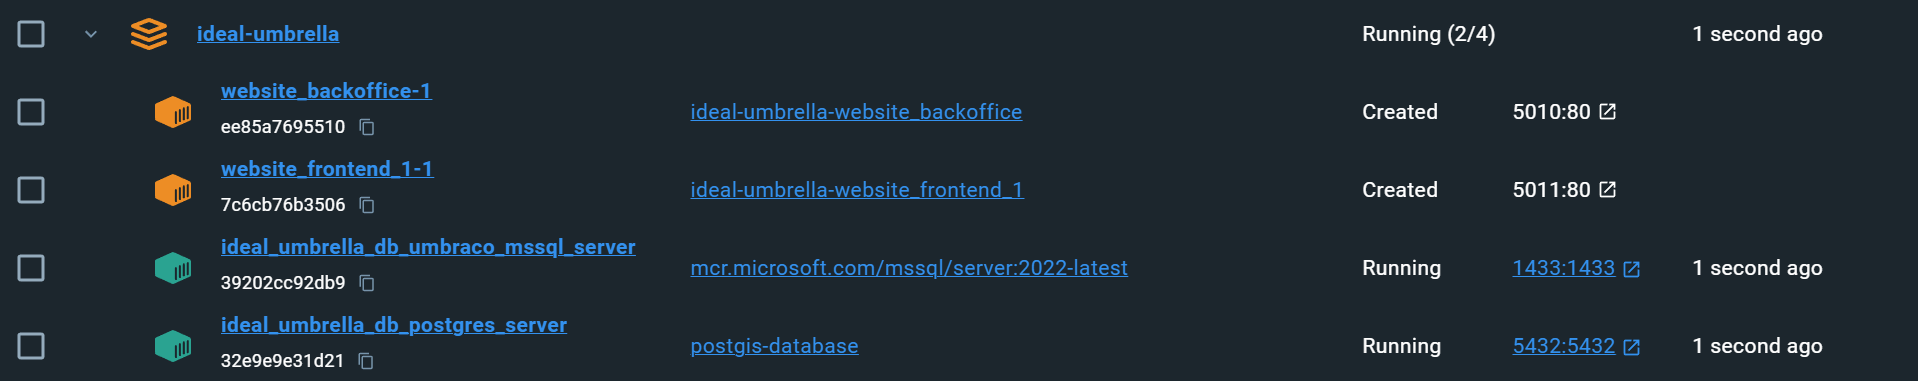 ideal-umbrella Running (2/4) 1 second ago
website_backoffice-1
ee85a7695510 ideal-umbrella-website_backoffice Created 5010:80
website_frontend_1-1
7c6cb76b3506 ideal-umbrella-website_frontend_1 Created 5011:80
ideal_umbrella_db_umbraco_mssql_server
39202cc92db9 mcr.microsoft.com/mssql/server:2022-latest Running 1433:1433 1 second ago
ideal_umbrella_db_postgres_server
32e9e9e31d21 postgis-database Running 5432:5432 1 second ago